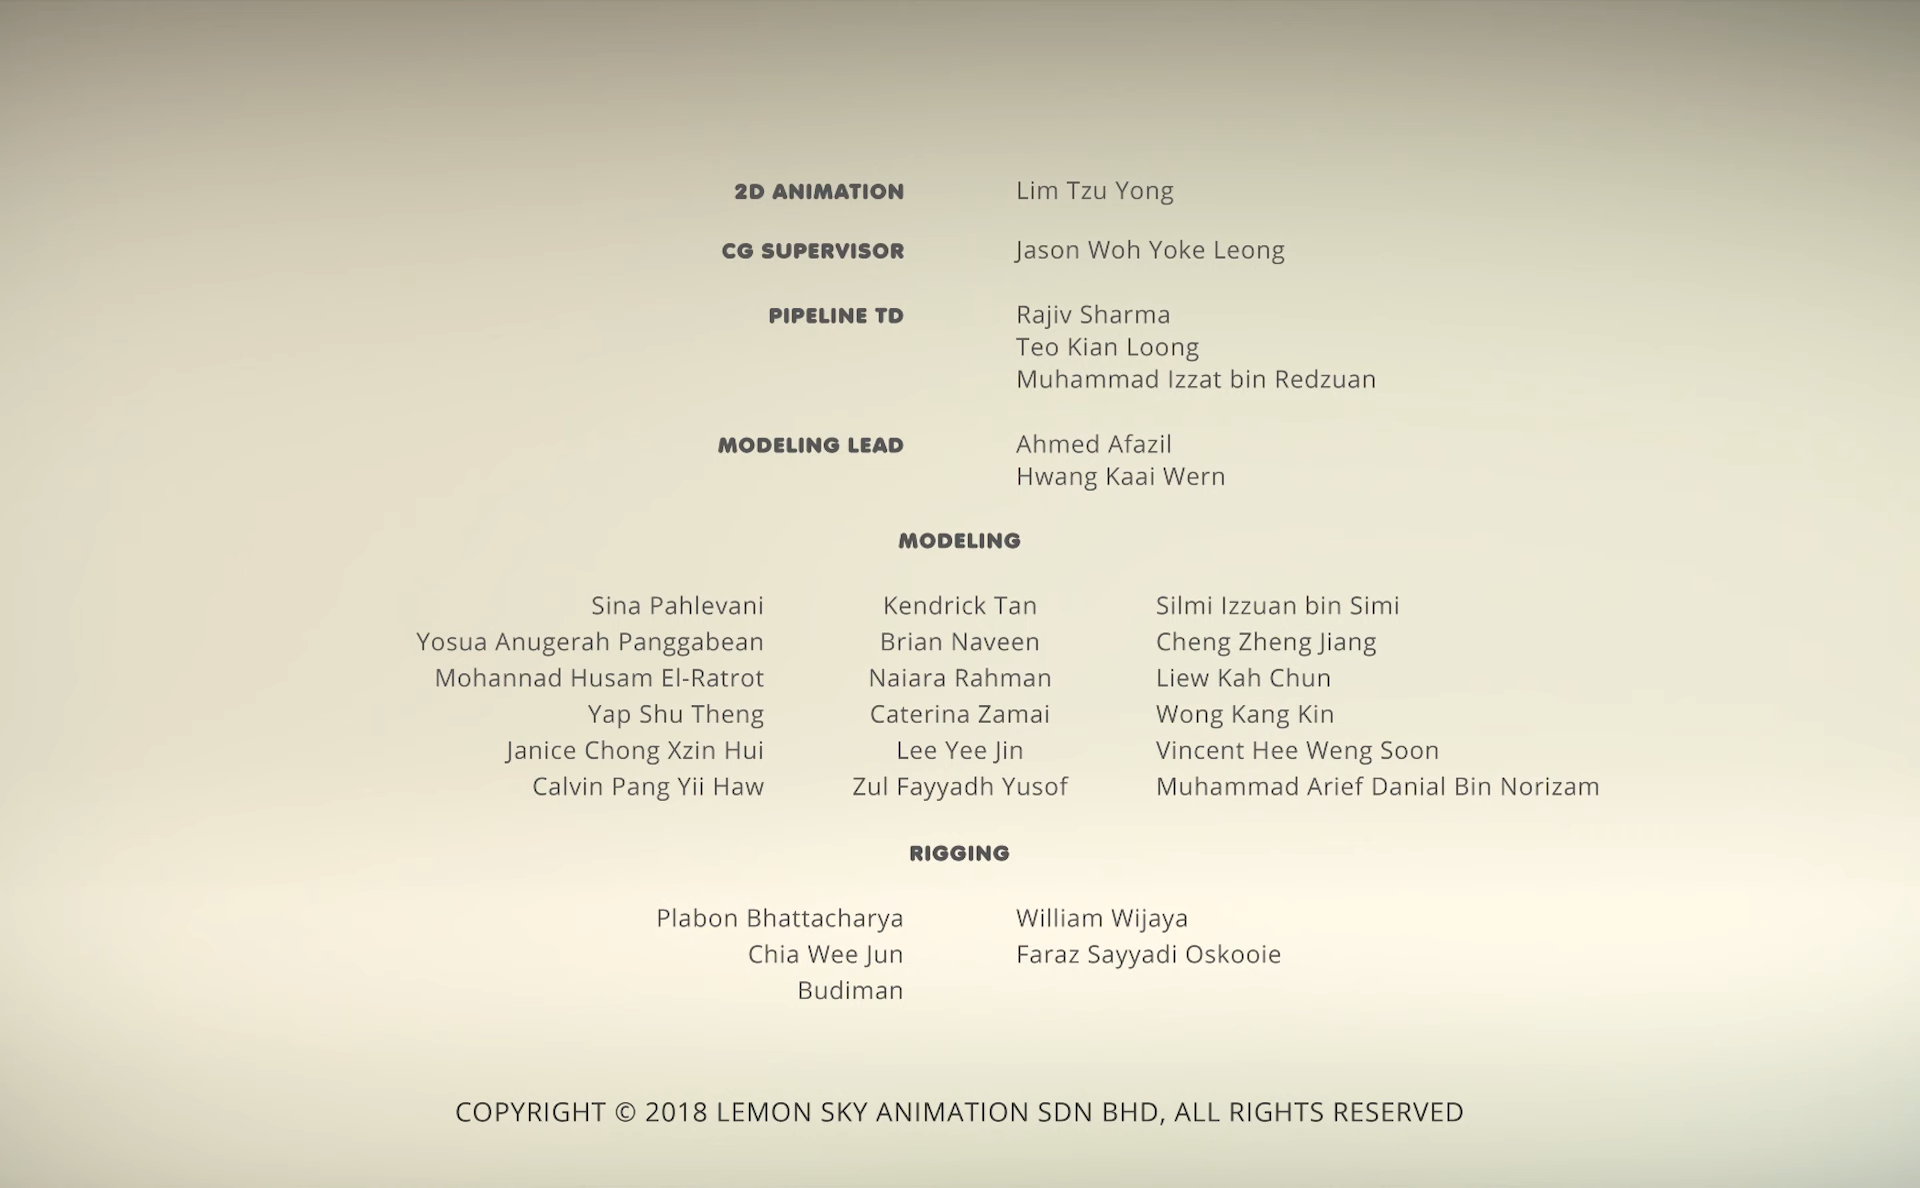 2D ANIMATION Lim Tzu Yong
CG SUPERVISOR Jason Woh Yoke Leong
PIPELINE TD Rajiv Sharma
Teo Kian Loong
Muhammad Izzat bin Redzuan
MODELING LEAD Ahmed Afazil
Hwang Kaai Wern
MODELING
Sina Pahlevani Kendrick Tan Silmi Izzuan bin Simi
Yosua Anugerah Panggabean Brian Naveen Cheng Zheng Jiang
Mohannad Husam El-Ratrot Naiara Rahman Liew Kah Chun
Yap Shu Theng Caterina Zamai Wong Kang Kin
Janice Chong Xzin Hui Lee Yee Jin Vincent Hee Weng Soon
Calvin Pang Yii Haw Zul Fayyadh Yusof Muhammad Arief Danial Bin Norizam
RIGGING
Plabon Bhattacharya William Wijaya
Chia Wee Jun Faraz Sayyadi Oskooie
Budiman
COPYRIGHT © 2018 LEMON SKY ANIMATION SDN BHD, ALL RIGHTS RESERVED